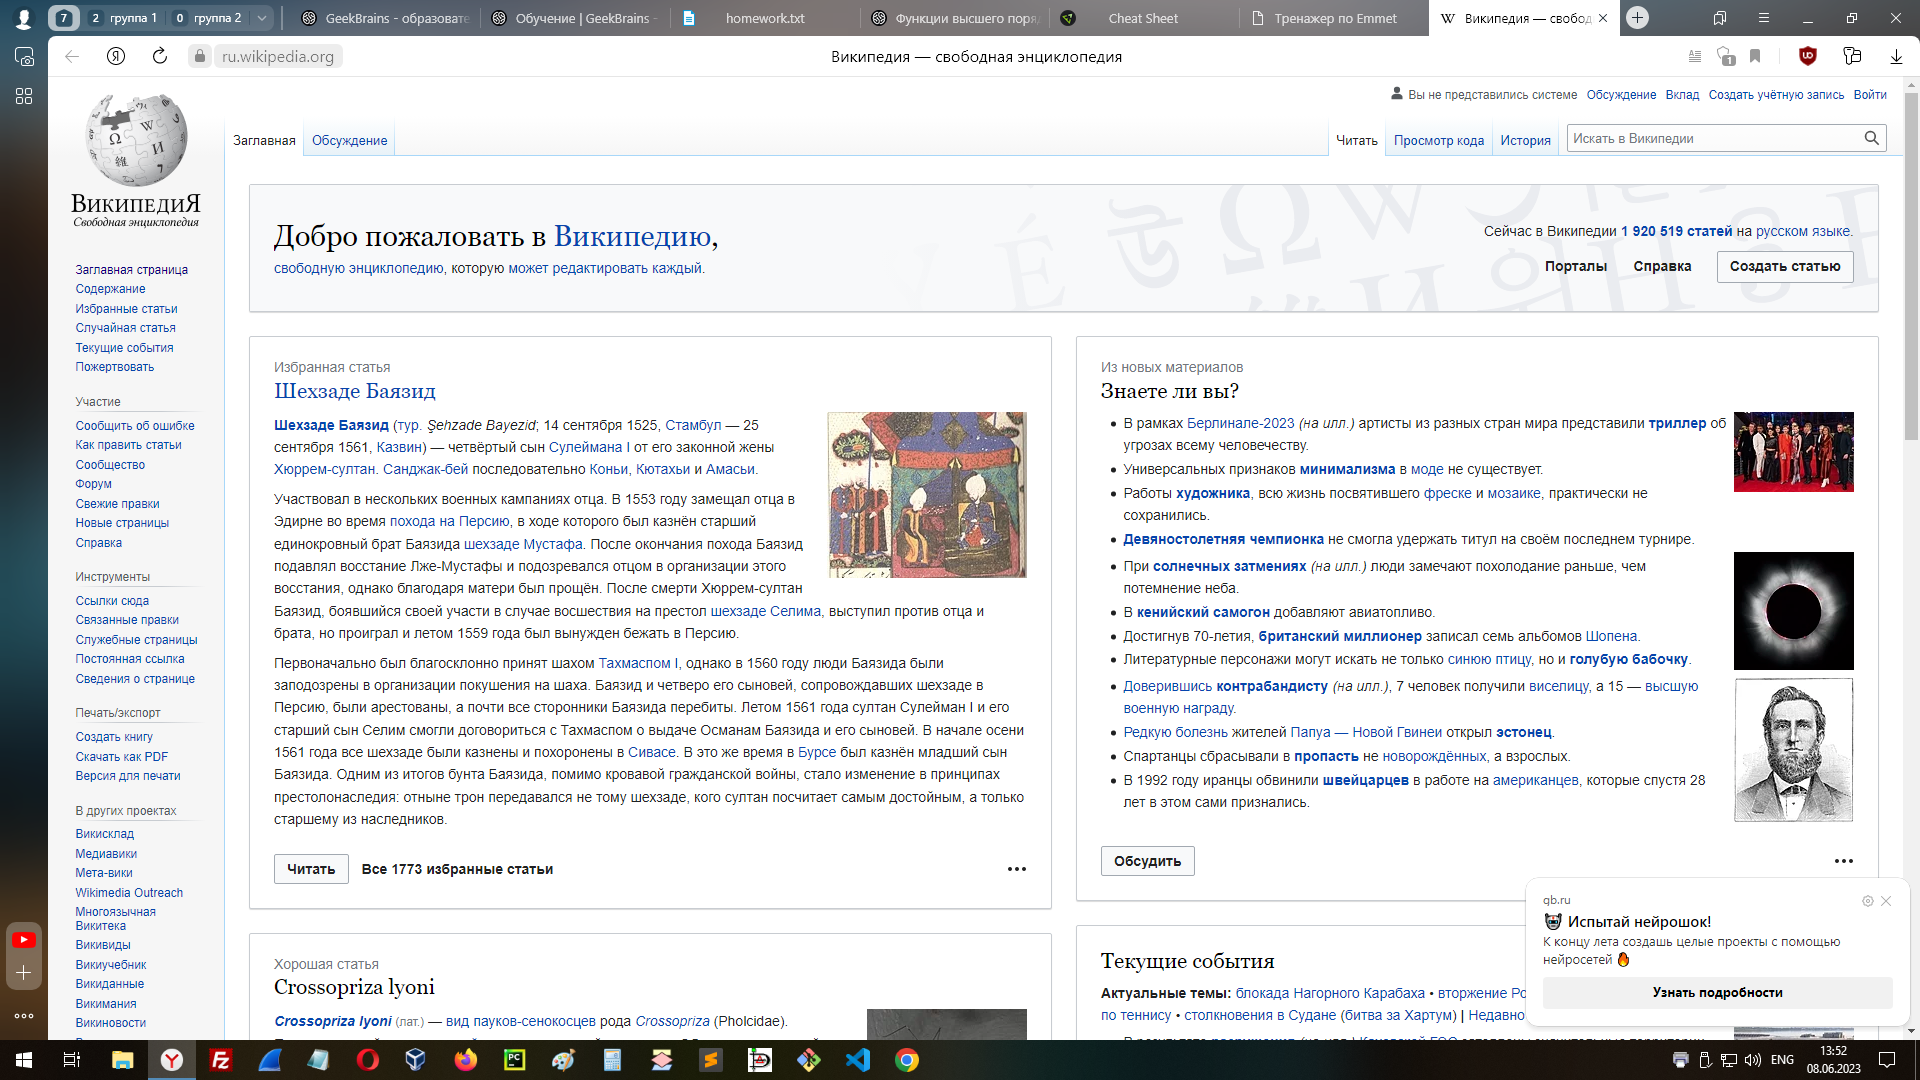 7
2 группа 1
0 группа 2
GeekBrains - образовате
Обучение | GeekBrains -
homework.txt
Функции высшего поряд
Cheat Sheet
Тренажер по Emmet
Википедия — свобод
ru.wikipedia.org
Википедия — свободная энциклопедия
1
Вы не представились системе Обсуждение Вклад Создать учётную запись Войти
ВикипедиЯ
Свободная энциклопедия
Заглавная Обсуждение
Читать Просмотр кода История
Искать в Википедии
Заглавная страница
Содержание
Избранные статьи
Случайная статья
Текущие события
Пожертвовать
Участие
Сообщить об ошибке
Как править статьи
Сообщество
Форум
Свежие правки
Новые страницы
Справка
Инструменты
Ссылки сюда
Связанные правки
Служебные страницы
Постоянная ссылка
Сведения о странице
Печать/экспорт
Создать книгу
Скачать как PDF
Версия для печати
В других проектах
Викисклад
Медиавики
Мета-вики
Wikimedia Outreach
Многоязычная
Викитека
Викивиды
Викиучебник
Викиданные
Викимания
Викиновости
Добро пожаловать в Википедию,
свободную энциклопедию, которую может редактировать каждый.
Сейчас в Википедии 1 920 519 статей на русском языке.
Порталы Справка Создать статью
Избранная статья
Шехзаде Баязид
Шехзаде Баязид (тур. Şehzade Bayezid; 14 сентября 1525, Стамбул — 25
сентября 1561, Казвин) — четвёртый сын Сулеймана I от его законной жены
Хюррем-султан. Санджак-бей последовательно Коньи, Кютахьи и Амасьи.
Участвовал в нескольких военных кампаниях отца. В 1553 году замещал отца в
Эдирне во время похода на Персию, в ходе которого был казнён старший
единокровный брат Баязида шехзаде Мустафа. После окончания похода Баязид
подавлял восстание Лже-Мустафы и подозревался отцом в организации этого
восстания, однако благодаря матери был прощён. После смерти Хюррем-султан
Баязид, боявшийся своей участи в случае восшествия на престол шехзаде Селима, выступил против отца и
брата, но проиграл и летом 1559 года был вынужден бежать в Персию.
Первоначально был благосклонно принят шахом Тахмаспом I, однако в 1560 году люди Баязида были
заподозрены в организации покушения на шаха. Баязид и четверо его сыновей, сопровождавших шехзаде в
Персию, были арестованы, а почти все сторонники Баязида перебиты. Летом 1561 года султан Сулейман I и его
старший сын Селим смогли договориться с Тахмаспом о выдаче Османам Баязида и его сыновей. В начале осени
1561 года все шехзаде были казнены и похоронены в Сивасе. В это же время в Бурсе был казнён младший сын
Баязида. Одним из итогов бунта Баязида, помимо кровавой гражданской войны, стало изменение в принципах
престолонаследия: отныне трон передавался не тому шехзаде, кого султан посчитает самым достойным, а только
старшему из наследников.
Читать Все 1773 избранные статьи
Хорошая статья
Crossopriza lyoni
Crossopriza lyoni (лат.) — вид пауков-сенокосцев рода Crossopriza (Pholcidae).
Из новых материалов
Знаете ли вы?
В рамках Берлинале-2023 (на илл.) артисты из разных стран мира представили триллер об
угрозах всему человечеству.
Универсальных признаков минимализма в моде не существует.
Работы художника, всю жизнь посвятившего фреске и мозаике, практически не
сохранились.
Девяностолетняя чемпионка не смогла удержать титул на своём последнем турнире.
При солнечных затмениях (на илл.) люди замечают похолодание раньше, чем
потемнение неба.
В кенийский самогон добавляют авиатопливо.
Достигнув 70-летия, британский миллионер записал семь альбомов Шопена.
Литературные персонажи могут искать не только синюю птицу, но и голубую бабочку.
Доверившись контрабандисту (на илл.), 7 человек получили виселицу, а 15 — высшую
военную награду.
Редкую болезнь жителей Папуа — Новой Гвинеи открыл эстонец.
Спартанцы сбрасывали в пропасть не новорождённых, а взрослых.
В 1992 году иранцы обвинили швейцарцев в работе на американцев, которые спустя 28
лет в этом сами признались.
Обсудить
Текущие события
Актуальные темы: блокада Нагорного Карабаха • вторжение Ро
по теннису • столкновения в Судане (битва за Хартум) | Недавно
qb.ru
Испытай нейрошок!
К концу лета создашь целые проекты с помощью
нейросетей
Узнать подробности
ENG
13:52
08.06.2023